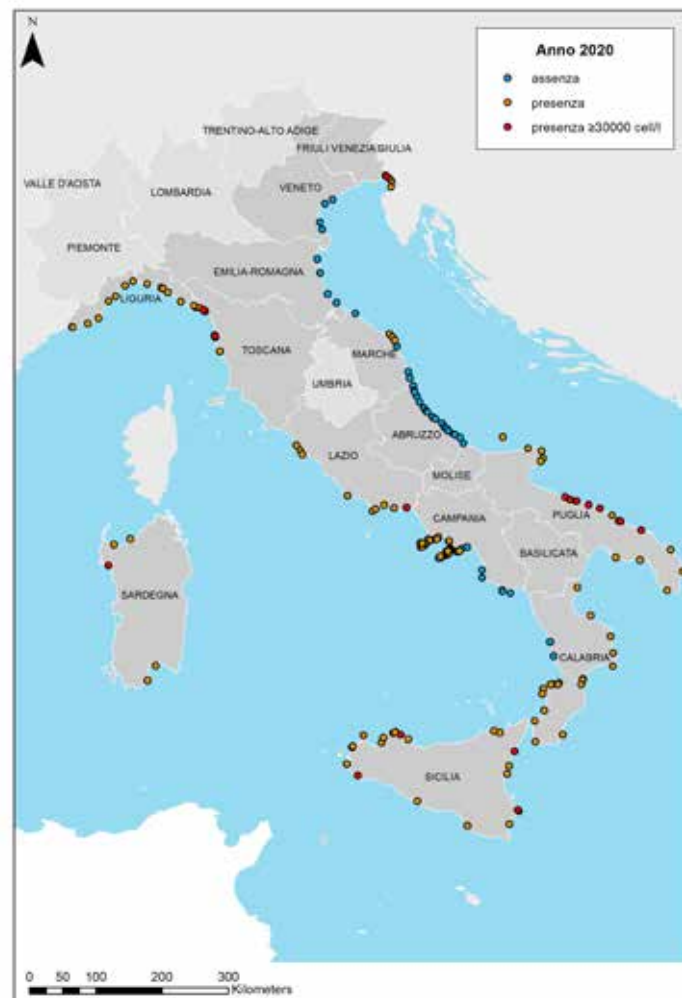 N
Anno 2020
assenza
presenza
presenza ≥30000 cell/l
TRENTINO-ALTO ADIGE
FRIULI VENEZIA GIULIA
VALLE D'AOSTA
LOMBARDIA
VENETO
PIEMONTE
EMILIA-ROMAGNA
LIGURIA
TOSCANA
MARCHE
UMBRIA
ABRUZZO
LAZIO
MOLISE
CAMPANIA
PUGLIA
BASILICATA
SARDEGNA
CALABRIA
SICILIA
0 50 100 200 300
Kilometers